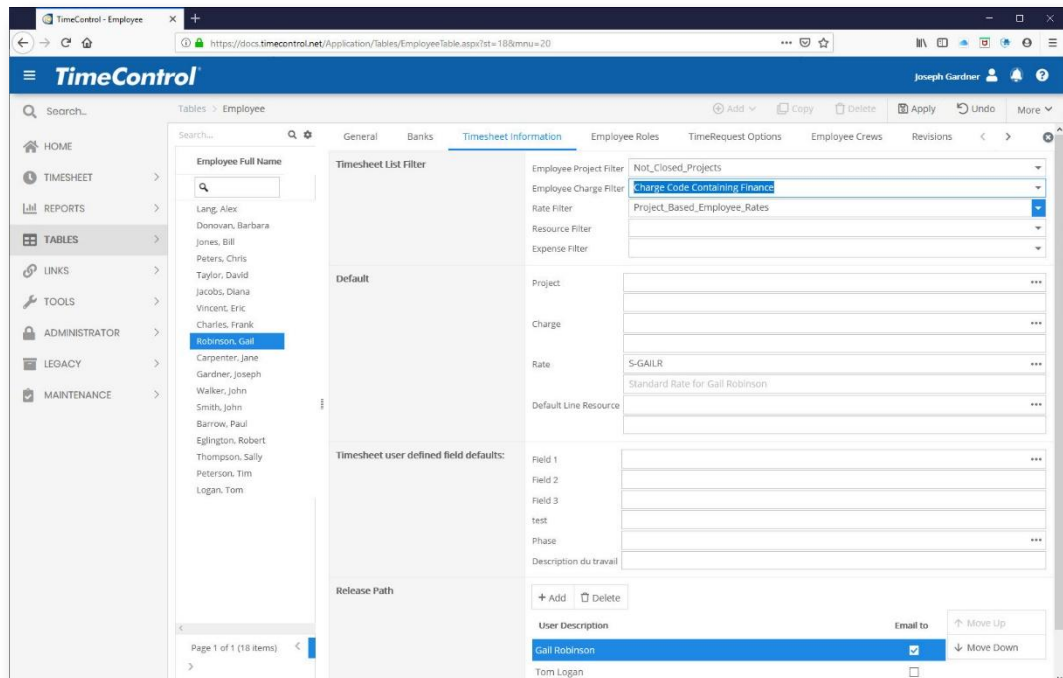 TimeControl - Employee
https://docs.timecontrol.net/Application/Tables/EmployeeTable.aspx?st=18&mnu=20
TimeControl
Joseph Gardner
Search...
Tables > Employee
Add
Copy
Delete
Apply
Undo
More
HOME
TIMESHEET
REPORTS
TABLES
LINKS
TOOLS
ADMINISTRATOR
LEGACY
MAINTENANCE
Search...
Employee Full Name
Lang, Alex
Donovan, Barbara
Jones, Bill
Peters, Chris
Taylor, David
Jacobs, Diana
Vincent, Eric
Charles, Frank
Robinson, Gail
Carpenter, Jane
Gardner, Joseph
Walker, John
Smith, John
Barrow, Paul
Eglington, Robert
Thompson, Sally
Peterson, Tim
Logan, Tom
Page 1 of 1 (18 items)
General
Banks
Timesheet Information
Employee Roles
TimeRequest Options
Employee Crews
Revisions
Timesheet List Filter
Employee Project Filter Not_Closed_Projects
Employee Charge Filter Charge Code Containing Finance
Rate Filter Project_Based_Employee_Rates
Resource Filter
Expense Filter
Default
Project
Charge
Rate S-GAILR
Standard Rate for Gail Robinson
Default Line Resource
Timesheet user defined field defaults:
Field 1
Field 2
Field 3
test
Phase
Description du travail
Release Path
+ Add Delete
User Description Email to
Move Up
Gail Robinson
Move Down
Tom Logan